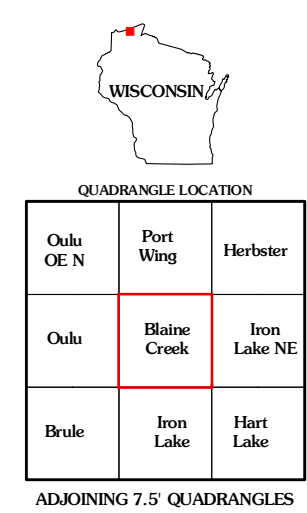 WISCONSIN
QUADRANGLE LOCATION
Oulu
OE N
Port
Wing
Herbster
Oulu
Blaine
Creek
Iron
Lake NE
Brule
Iron
Lake
Hart
Lake
ADJOINING 7.5' QUADRANGLES